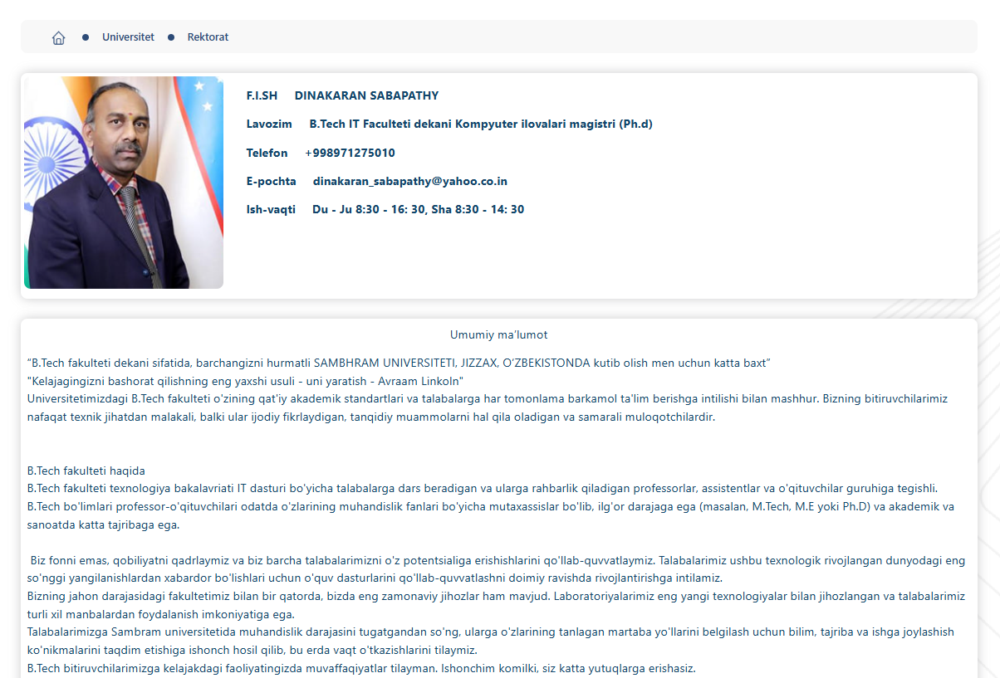 Universitet Rektorat
F.I.SH DINAKARAN SABAPATHY
Lavozim B.Tech IT Faculteti dekani Kompyuter ilovalari magistri (Ph.d)
Telefon +998971275010
E-pochta dinakaran_sabapathy@yahoo.co.in
Ish-vaqti Du - Ju 8:30 - 16: 30, Sha 8:30 - 14: 30
Umumiy ma'lumot
“B.Tech fakulteti dekani sifatida, barchangizni hurmatli SAMBHRAM UNIVERSITETI, JIZZAX, O‘ZBEKISTONDA kutib olish men uchun katta baxt”
"Kelajagingizni bashorat qilishning eng yaxshi usuli - uni yaratish - Avraam Linkoln"
Universitetimizdagi B.Tech fakulteti o'zining qat'iy akademik standartlari va talabalarga har tomonlama barkamol ta'lim berishga intilishi bilan mashhur. Bizning bitiruvchilarimiz
nafaqat texnik jihatdan malakali, balki ular ijodiy fikrlaydigan, tanqidiy muammolarni hal qila oladigan va samarali muloqotchilardir.
B.Tech fakulteti haqida
B.Tech fakulteti texnologiya bakalavriati IT dasturi bo'yicha talabalarga dars beradigan va ularga rahbarlik qiladigan professorlar, assistentlar va o'qituvchilar guruhiga tegishli.
B.Tech bo'limlari professor-o'qituvchilari odatda o'zlarining muhandislik fanlari bo'yicha mutaxassislar bo'lib, ilg'or darajaga ega (masalan, M.Tech, M.E yoki Ph.D) va akademik va
sanoatda katta tajribaga ega.
Biz fonni emas, qobiliyatni qadrlaymiz va biz barcha talabalarimizni o'z potentsialiga erishishlarini qo'llab-quvvatlaymiz. Talabalarimiz ushbu texnologik rivojlangan dunyodagi eng
so'nggi yangilanishlardan xabardor bo'lishlari uchun o'quv dasturlarini qo'llab-quvvatlashni doimiy ravishda rivojlantirishga intilamiz.
Bizning jahon darajasidagi fakultetimiz bilan bir qatorda, bizda eng zamonaviy jihozlar ham mavjud. Laboratoriyalarimiz eng yangi texnologiyalar bilan jihozlangan va talabalarimiz
turli xil manbalardan foydalanish imkoniyatiga ega.
Talabalarimizga Sambram universitetida muhandislik darajasini tugatgandan so'ng, ularga o'zlarining tanlagan martaba yo'llarini belgilash uchun bilim, tajriba va ishga joylashish
ko'nikmalarini taqdim etishiga ishonch hosil qilib, bu erda vaqt o'tkazishlarini tilaymiz.
B.Tech bitiruvchilarimizga kelajakdagi faoliyatingizda muvaffaqiyatlar tilayman. Ishonchim komilki, siz katta yutuqlarga erishasiz.